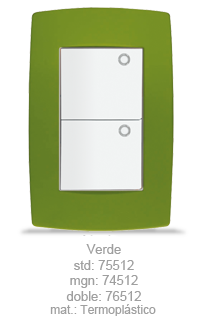 Verde
std: 75512
mgn: 74512
doble: 76512
mat.: Termoplástico